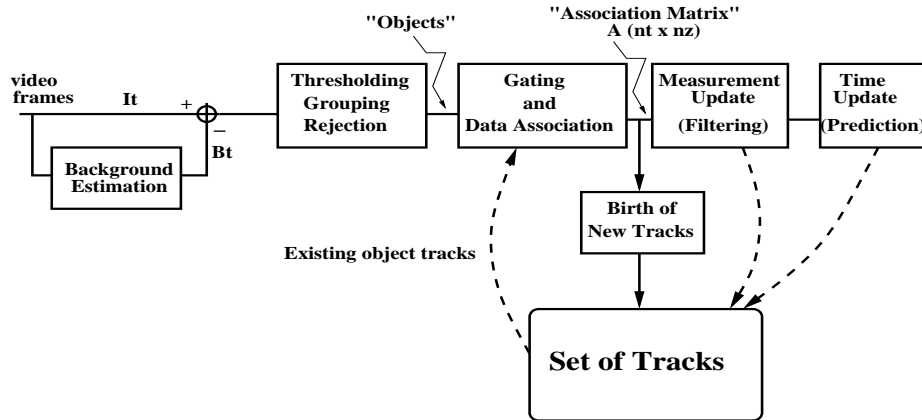 "Association Matrix"
A (nt x nz)
"Objects"
video
frames
It
+
−
Bt
Background
Estimation
Thresholding
Grouping
Rejection
Gating
and
Data Association
Measurement
Update
(Filtering)
Time
Update
(Prediction)
Birth of
New Tracks
Existing object tracks
Set of Tracks